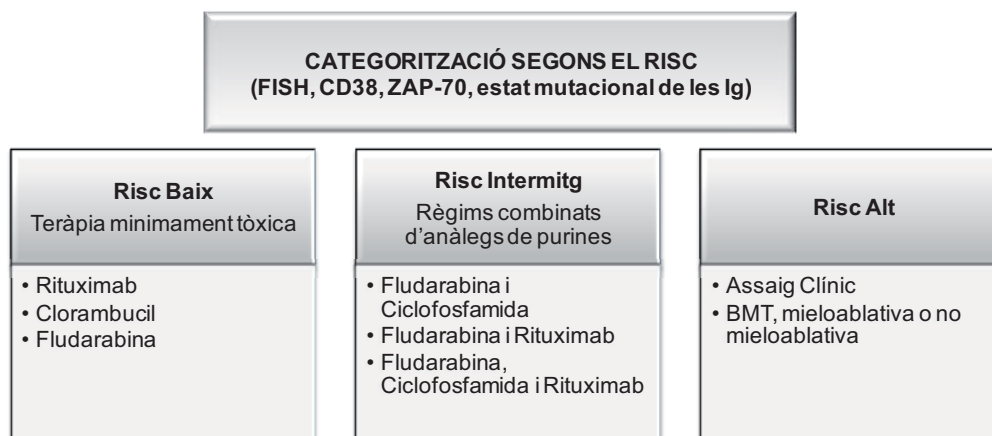 CATEGORITZACIÓ SEGONS EL RISC
(FISH, CD38, ZAP-70, estat mutacional de les Ig)
Risc Baix
Teràpia minimament tòxica
• Rituximab
• Clorambucil
• Fludarabina
Risc Intermitg
Règims combinats
d'anàlegs de purines
• Fludarabina i
Ciclofosfamida
• Fludarabina i Rituximab
• Fludarabina,
Ciclofosfamida i Rituximab
Risc Alt
• Assaig Clínic
• BMT, mieloablativa o no
mieloablativa